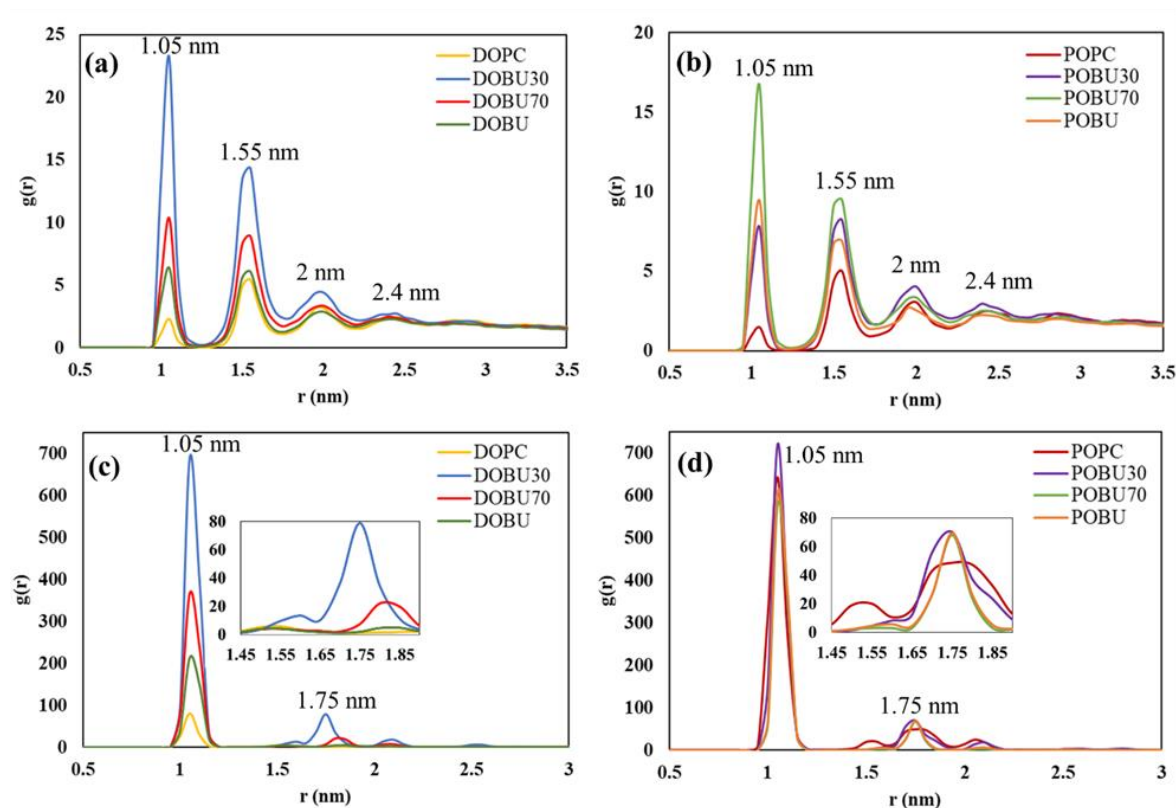 (a)
25
20
15
10
5
0
g(r)
1.05 nm
1.55 nm
2 nm
2.4 nm
DOPC
DOBU30
DOBU70
DOBU
0.5 1 1.5 2 2.5 3 3.5
r (nm)
(b)
20
15
10
5
0
g(r)
1.05 nm
1.55 nm
2 nm
2.4 nm
POPC
POBU30
POBU70
POBU
0.5 1 1.5 2 2.5 3 3.5
r (nm)
(c)
700
600
500
400
300
200
100
0
g(r)
1.05 nm
DOPC
DOBU30
DOBU70
DOBU
80
60
40
20
0
1.45 1.55 1.65 1.75 1.85
1.75 nm
0.5 1 1.5 2 2.5 3
r (nm)
(d)
700
600
500
400
300
200
100
0
g(r)
1.05 nm
POPC
POBU30
POBU70
POBU
80
60
40
20
0
1.45 1.55 1.65 1.75 1.85
1.75 nm
0.5 1 1.5 2 2.5 3
r (nm)